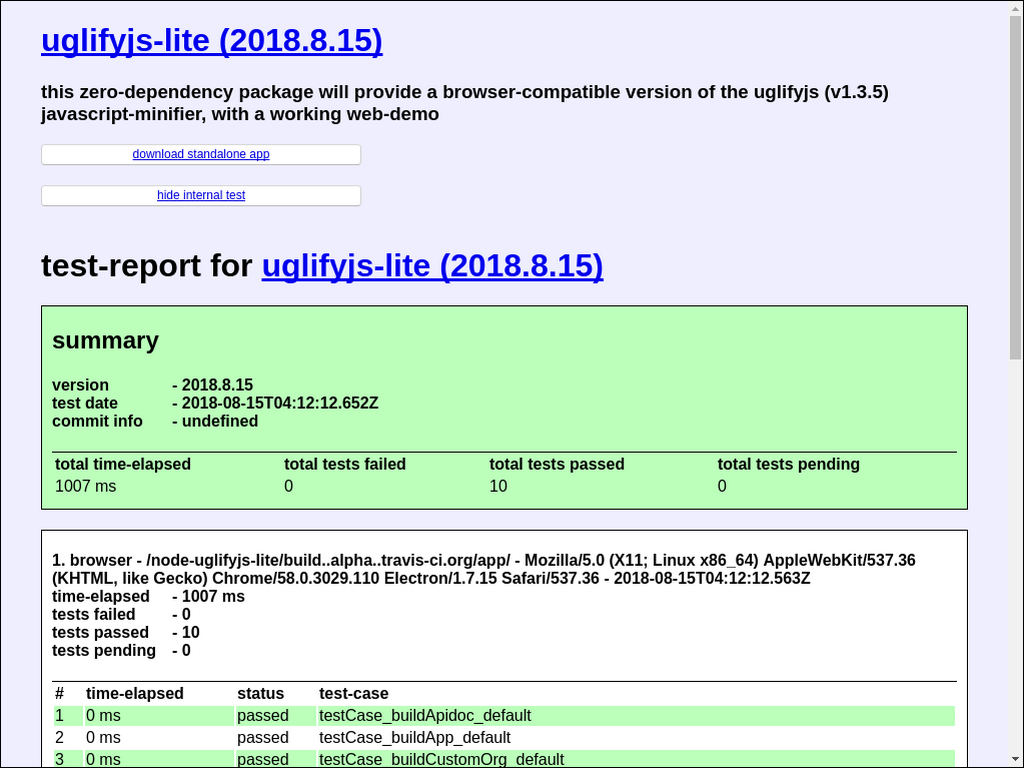 uglifyjs-lite (2018.8.15)
this zero-dependency package will provide a browser-compatible version of the uglifyjs (v1.3.5)
javascript-minifier, with a working web-demo
download standalone app
hide internal test
test-report for uglifyjs-lite (2018.8.15)
summary
version - 2018.8.15
test date - 2018-08-15T04:12:12.652Z
commit info - undefined
total time-elapsed total tests failed total tests passed total tests pending
1007 ms 0 10 0
1. browser - /node-uglifyjs-lite/build..alpha..travis-ci.org/app/ - Mozilla/5.0 (X11; Linux x86_64) AppleWebKit/537.36
(KHTML, like Gecko) Chrome/58.0.3029.110 Electron/1.7.15 Safari/537.36 - 2018-08-15T04:12:12.563Z
time-elapsed - 1007 ms
tests failed - 0
tests passed - 10
tests pending - 0
# time-elapsed status test-case
1 0 ms passed testCase_buildApidoc_default
2 0 ms passed testCase_buildApp_default
3 0 ms passed testCase_buildCustomOrg_default